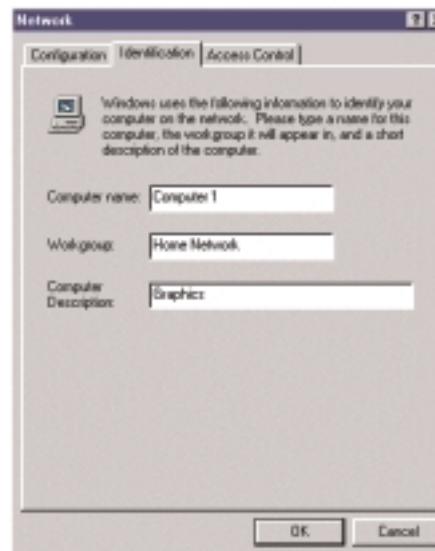 Network
Configuration Identification Access Control
Windows uses the following information to identify your
computer on the network. Please type a name for this
computer, the workgroup it will appear in, and a short
description of the computer.
Computer name: Computer 1
Workgroup: Home Network
Computer
Description: Graphics
OK Cancel